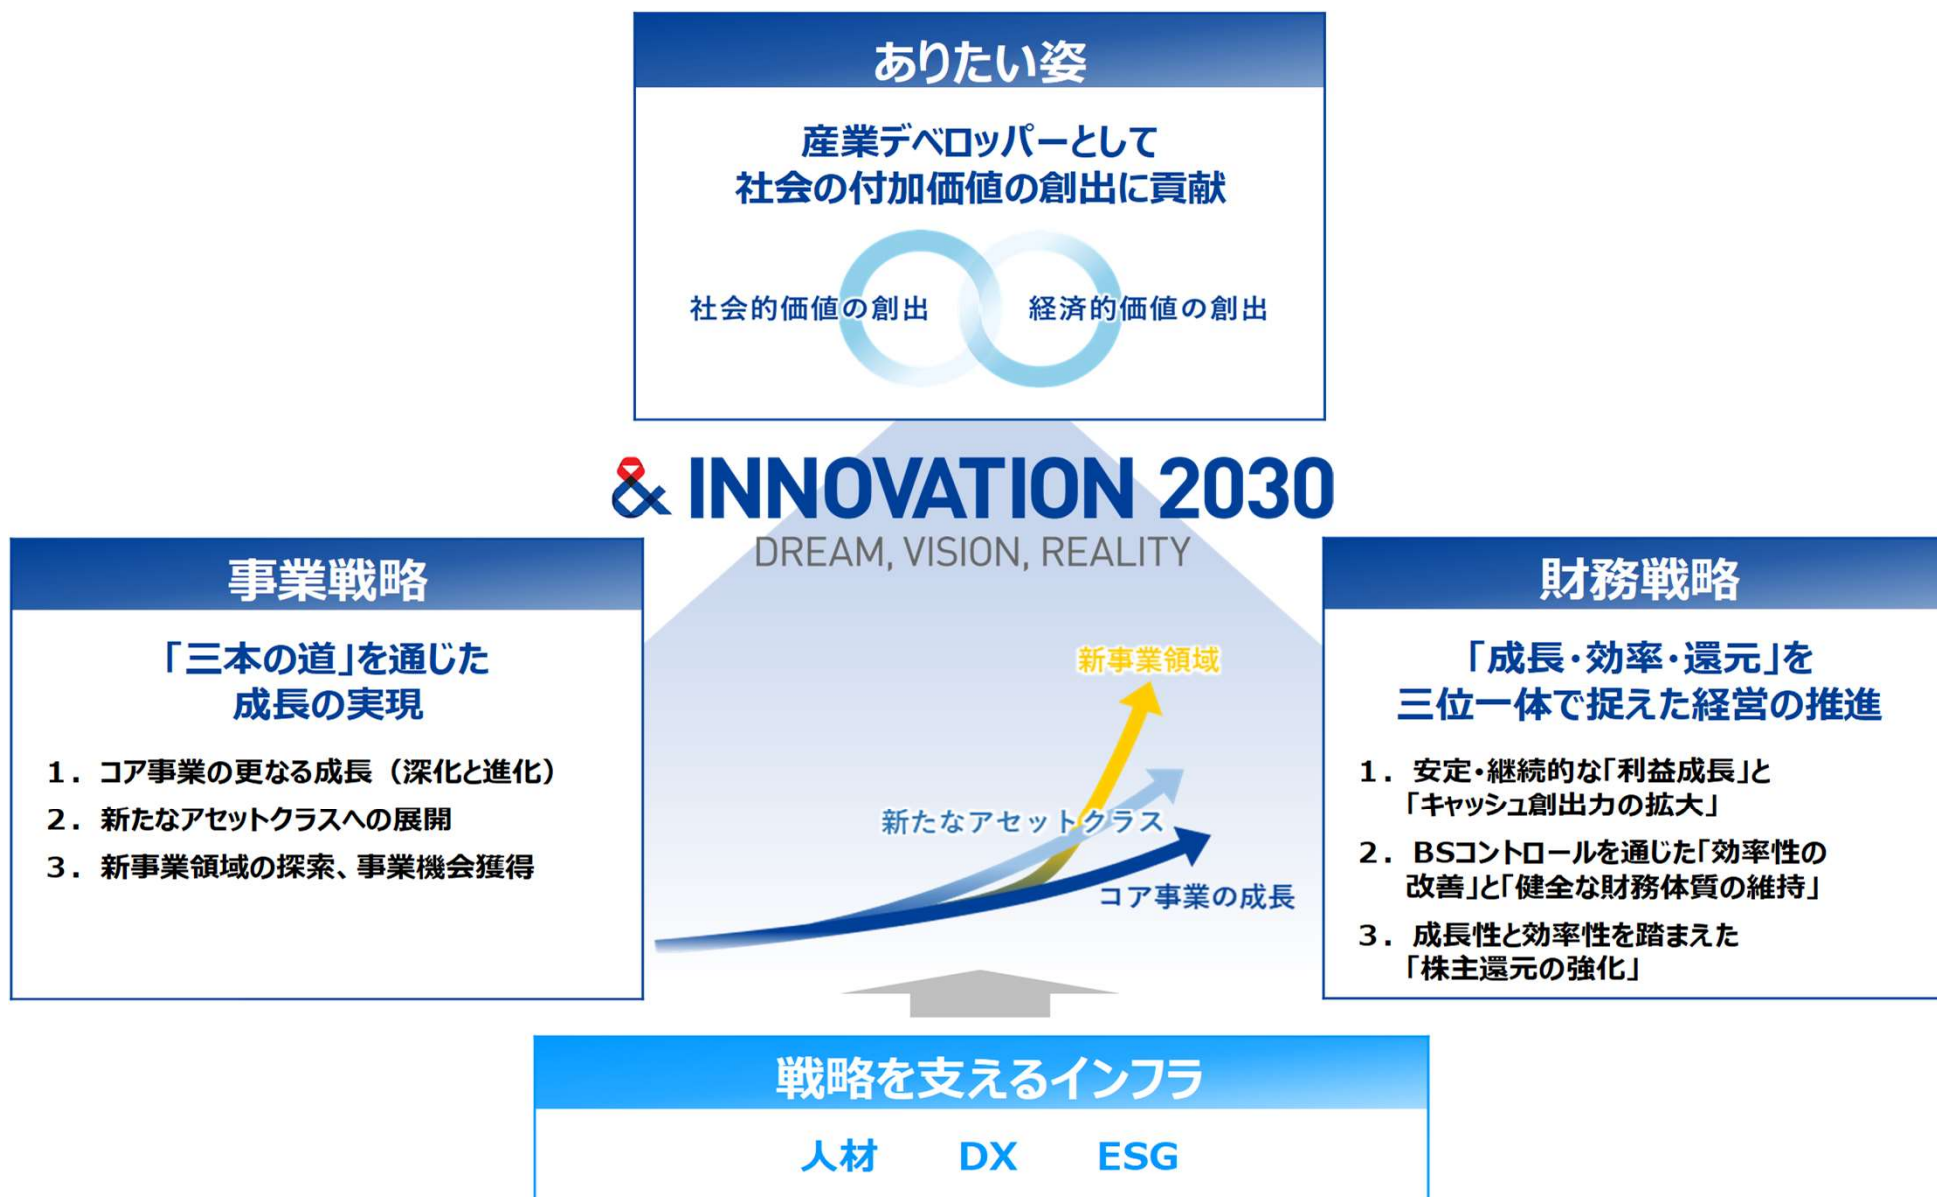 ありたい姿
産業デベロッパーとして
社会の付加価値の創出に貢献
社会的価値の創出
経済的価値の創出
& INNOVATION 2030
DREAM, VISION, REALITY
事業戦略
「三本の道」を通じた
成長の実現
1. コア事業の更なる成長（深化と進化）
2. 新たなアセットクラスへの展開
3. 新事業領域の探索、事業機会獲得
新事業領域
新たなアセットクラス
コア事業の成長
財務戦略
「成長・効率・還元」を
三位一体で捉えた経営の推進
1. 安定・継続的な「利益成長」と
「キャッシュ創出力の拡大」
2. BSコントロールを通じた「効率性の
改善」と「健全な財務体質の維持」
3. 成長性と効率性を踏まえた
「株主還元の強化」
戦略を支えるインフラ
人材 DX ESG